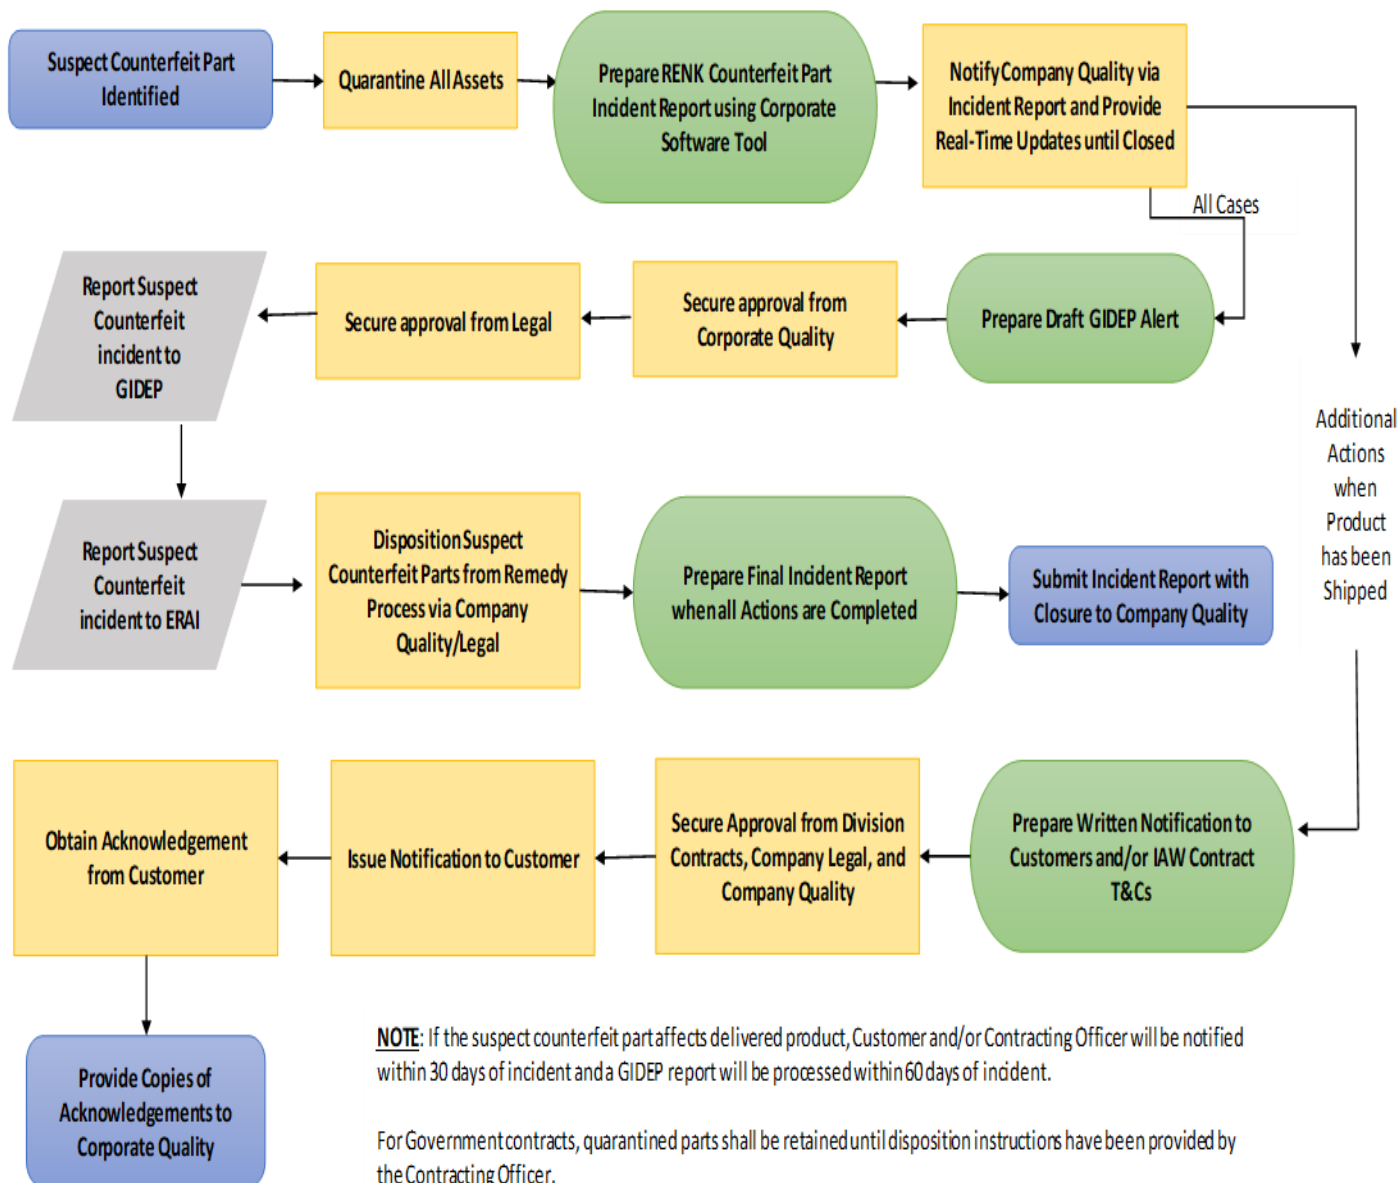 Suspect Counterfeit Part
Identified
Quarantine All Assets
Prepare RENK Counterfeit Part
Incident Report using Corporate
Software Tool
Notify Company Quality via
Incident Report and Provide
Real-Time Updates until Closed
All Cases
Report Suspect
Counterfeit
incident to
GIDEP
Secure approval from Legal
Secure approval from
Corporate Quality
Prepare Draft GIDEP Alert
Additional
Actions
when
Product
has been
Shipped
Report Suspect
Counterfeit
incident to ERAI
Disposition Suspect
Counterfeit Parts from Remedy
Process via Company
Quality/Legal
Prepare Final Incident Report
when all Actions are Completed
Submit Incident Report with
Closure to Company Quality
Obtain Acknowledgement
from Customer
Issue Notification to Customer
Secure Approval from Division
Contracts, Company Legal, and
Company Quality
Prepare Written Notification to
Customers and/or IAW Contract
T&Cs
Provide Copies of
Acknowledgements to
Corporate Quality
NOTE: If the suspect counterfeit part affects delivered product, Customer and/or Contracting Officer will be notified
within 30 days of incident and a GIDEP report will be processed within 60 days of incident.
For Government contracts, quarantined parts shall be retained until disposition instructions have been provided by
the Contracting Officer.